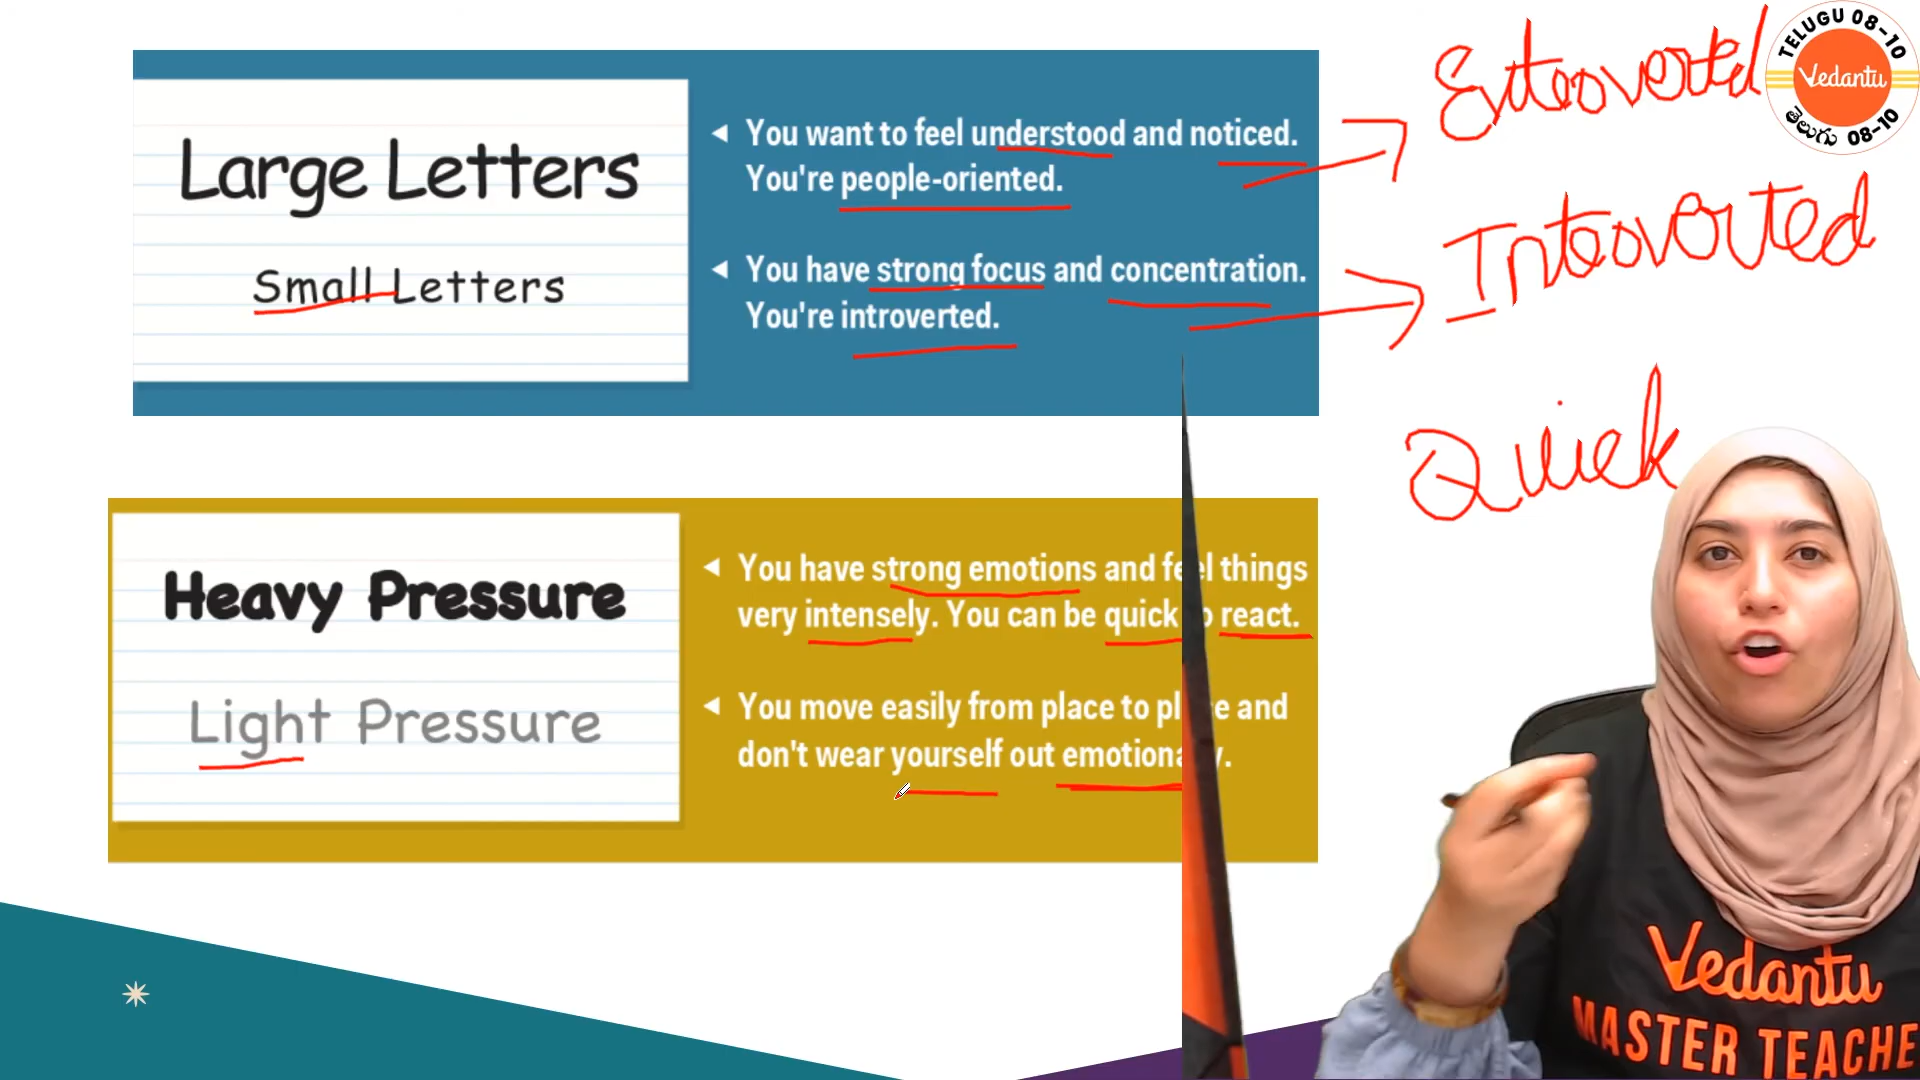 Large Letters
Small Letters
You want to feel understood and noticed.
You're people-oriented.
You have strong focus and concentration.
You're introverted.
Extroverted
Introverted
Quick
TELUGU 08-10
Vedantu
తెలుగు 08-10
Heavy Pressure
Light Pressure
You have strong emotions and feel things
very intensely. You can be quick react.
You move easily from place to place and
don't wear yourself out
Vedantu
MASTER TEACHE